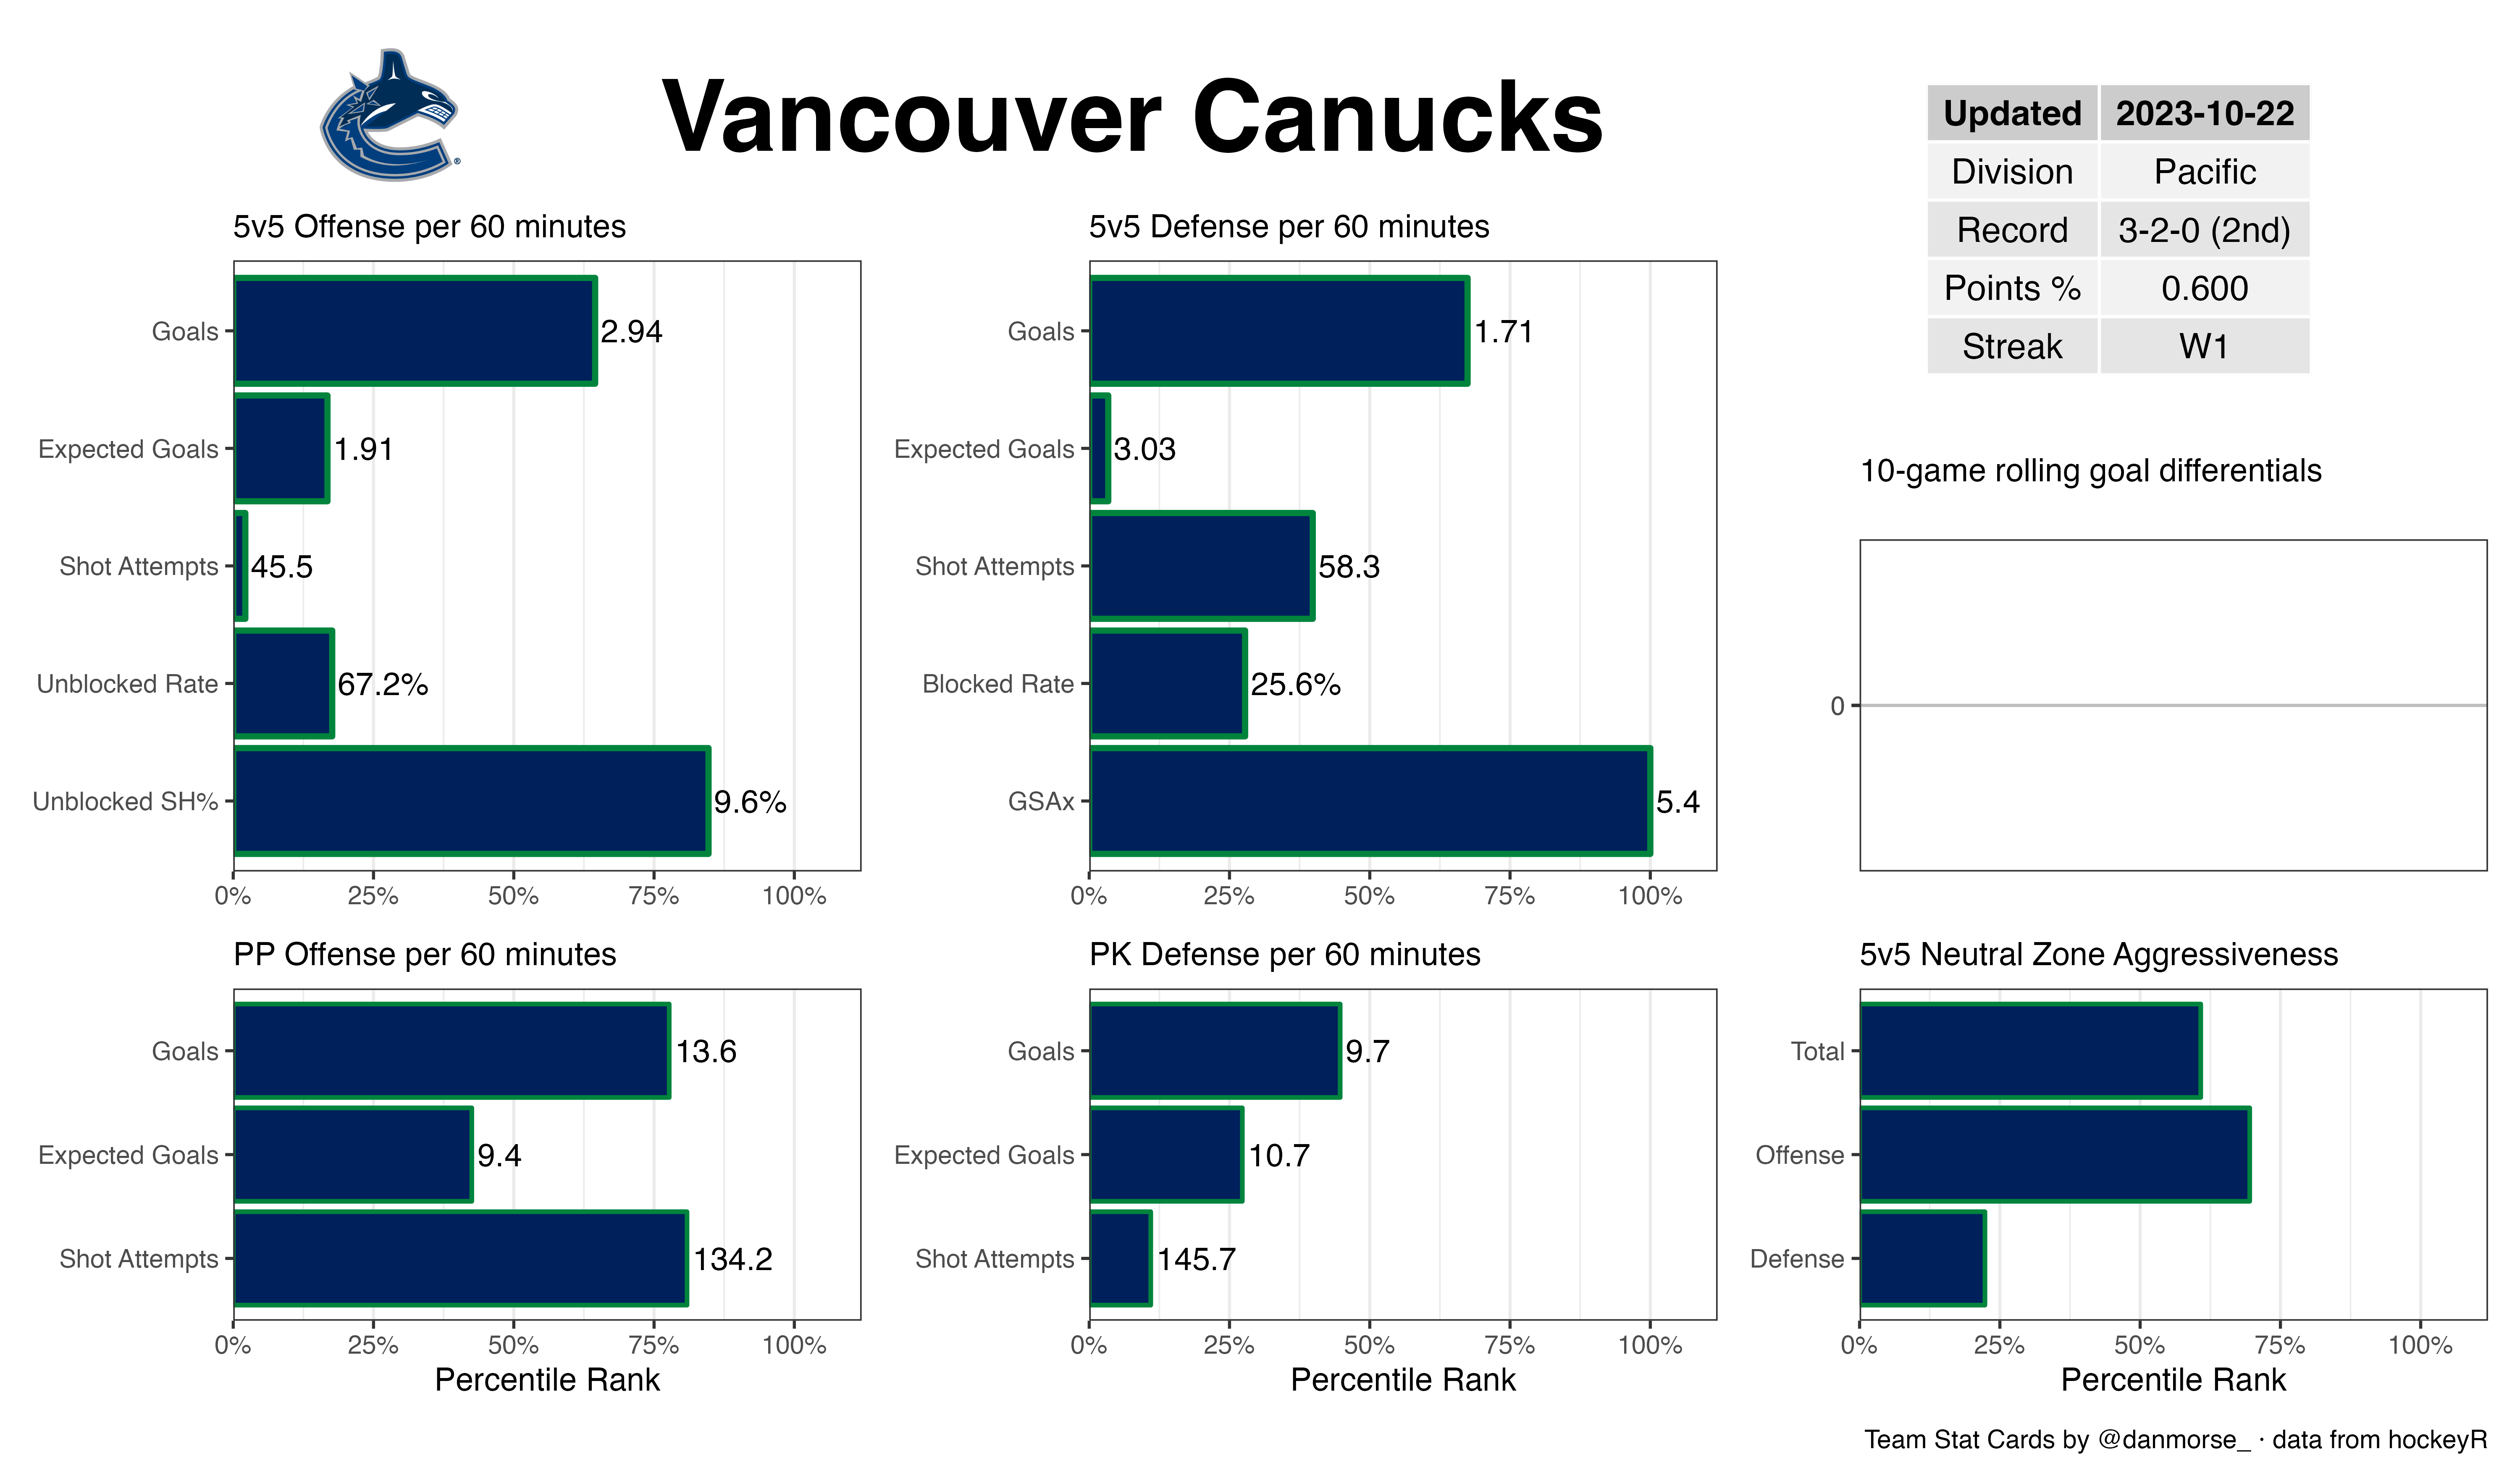 Vancouver Canucks
Updated 2023-10-22
Division Pacific
Record 3-2-0 (2nd)
Points % 0.600
Streak W1
5v5 Offense per 60 minutes
Goals 2.94
Expected Goals 1.91
Shot Attempts 45.5
Unblocked Rate 67.2%
Unblocked SH% 9.6%
0% 25% 50% 75% 100%
5v5 Defense per 60 minutes
Goals 1.71
Expected Goals 3.03
Shot Attempts 58.3
Blocked Rate 25.6%
GSAx 5.4
0% 25% 50% 75% 100%
10-game rolling goal differentials
0
PP Offense per 60 minutes
Goals 13.6
Expected Goals 9.4
Shot Attempts 134.2
0% 25% 50% 75% 100%
Percentile Rank
PK Defense per 60 minutes
Goals 9.7
Expected Goals 10.7
Shot Attempts 145.7
0% 25% 50% 75% 100%
Percentile Rank
5v5 Neutral Zone Aggressiveness
Total
Offense
Defense
0% 25% 50% 75% 100%
Percentile Rank
Team Stat Cards by @danmorse_ · data from hockeyR